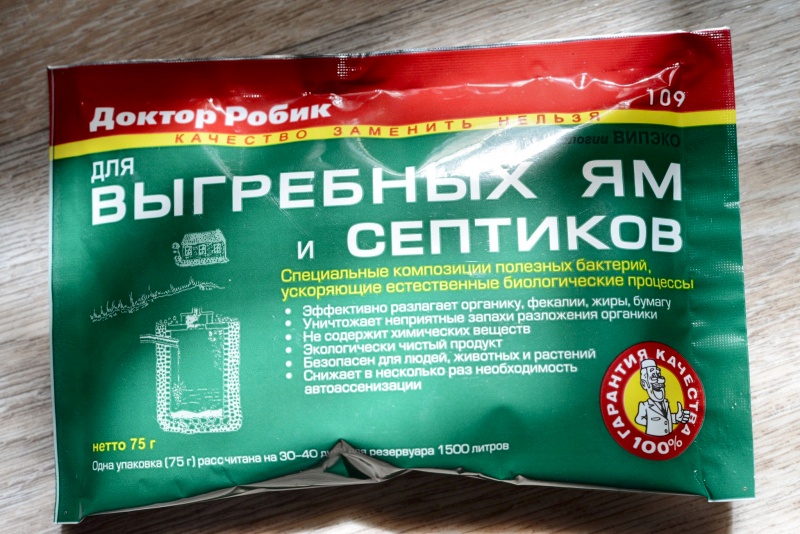 Доктор Робик
109
КАЧЕСТВО ЗАМЕНИТЬ НЕЛЬЗЯ
ВИПЭКО
для
ВЫГРЕБНЫХ ЯМ
и СЕПТИКОВ
Специальные композиции полезных бактерий,
ускоряющие естественные биологические процессы
• Эффективно разлагает органику, фекалии, жиры, бумагу
• Уничтожает неприятные запахи разложения органики
• Не содержит химических веществ
• Экологически чистый продукт
• Безопасен для людей, животных и растений
• Снижает в несколько раз необходимость
автоассенизации
ГАРАНТИЯ КАЧЕСТВА
100%
нетто 75 г
Одна упаковка (75 г) рассчитана на 30–40 резервуара 1500 литров